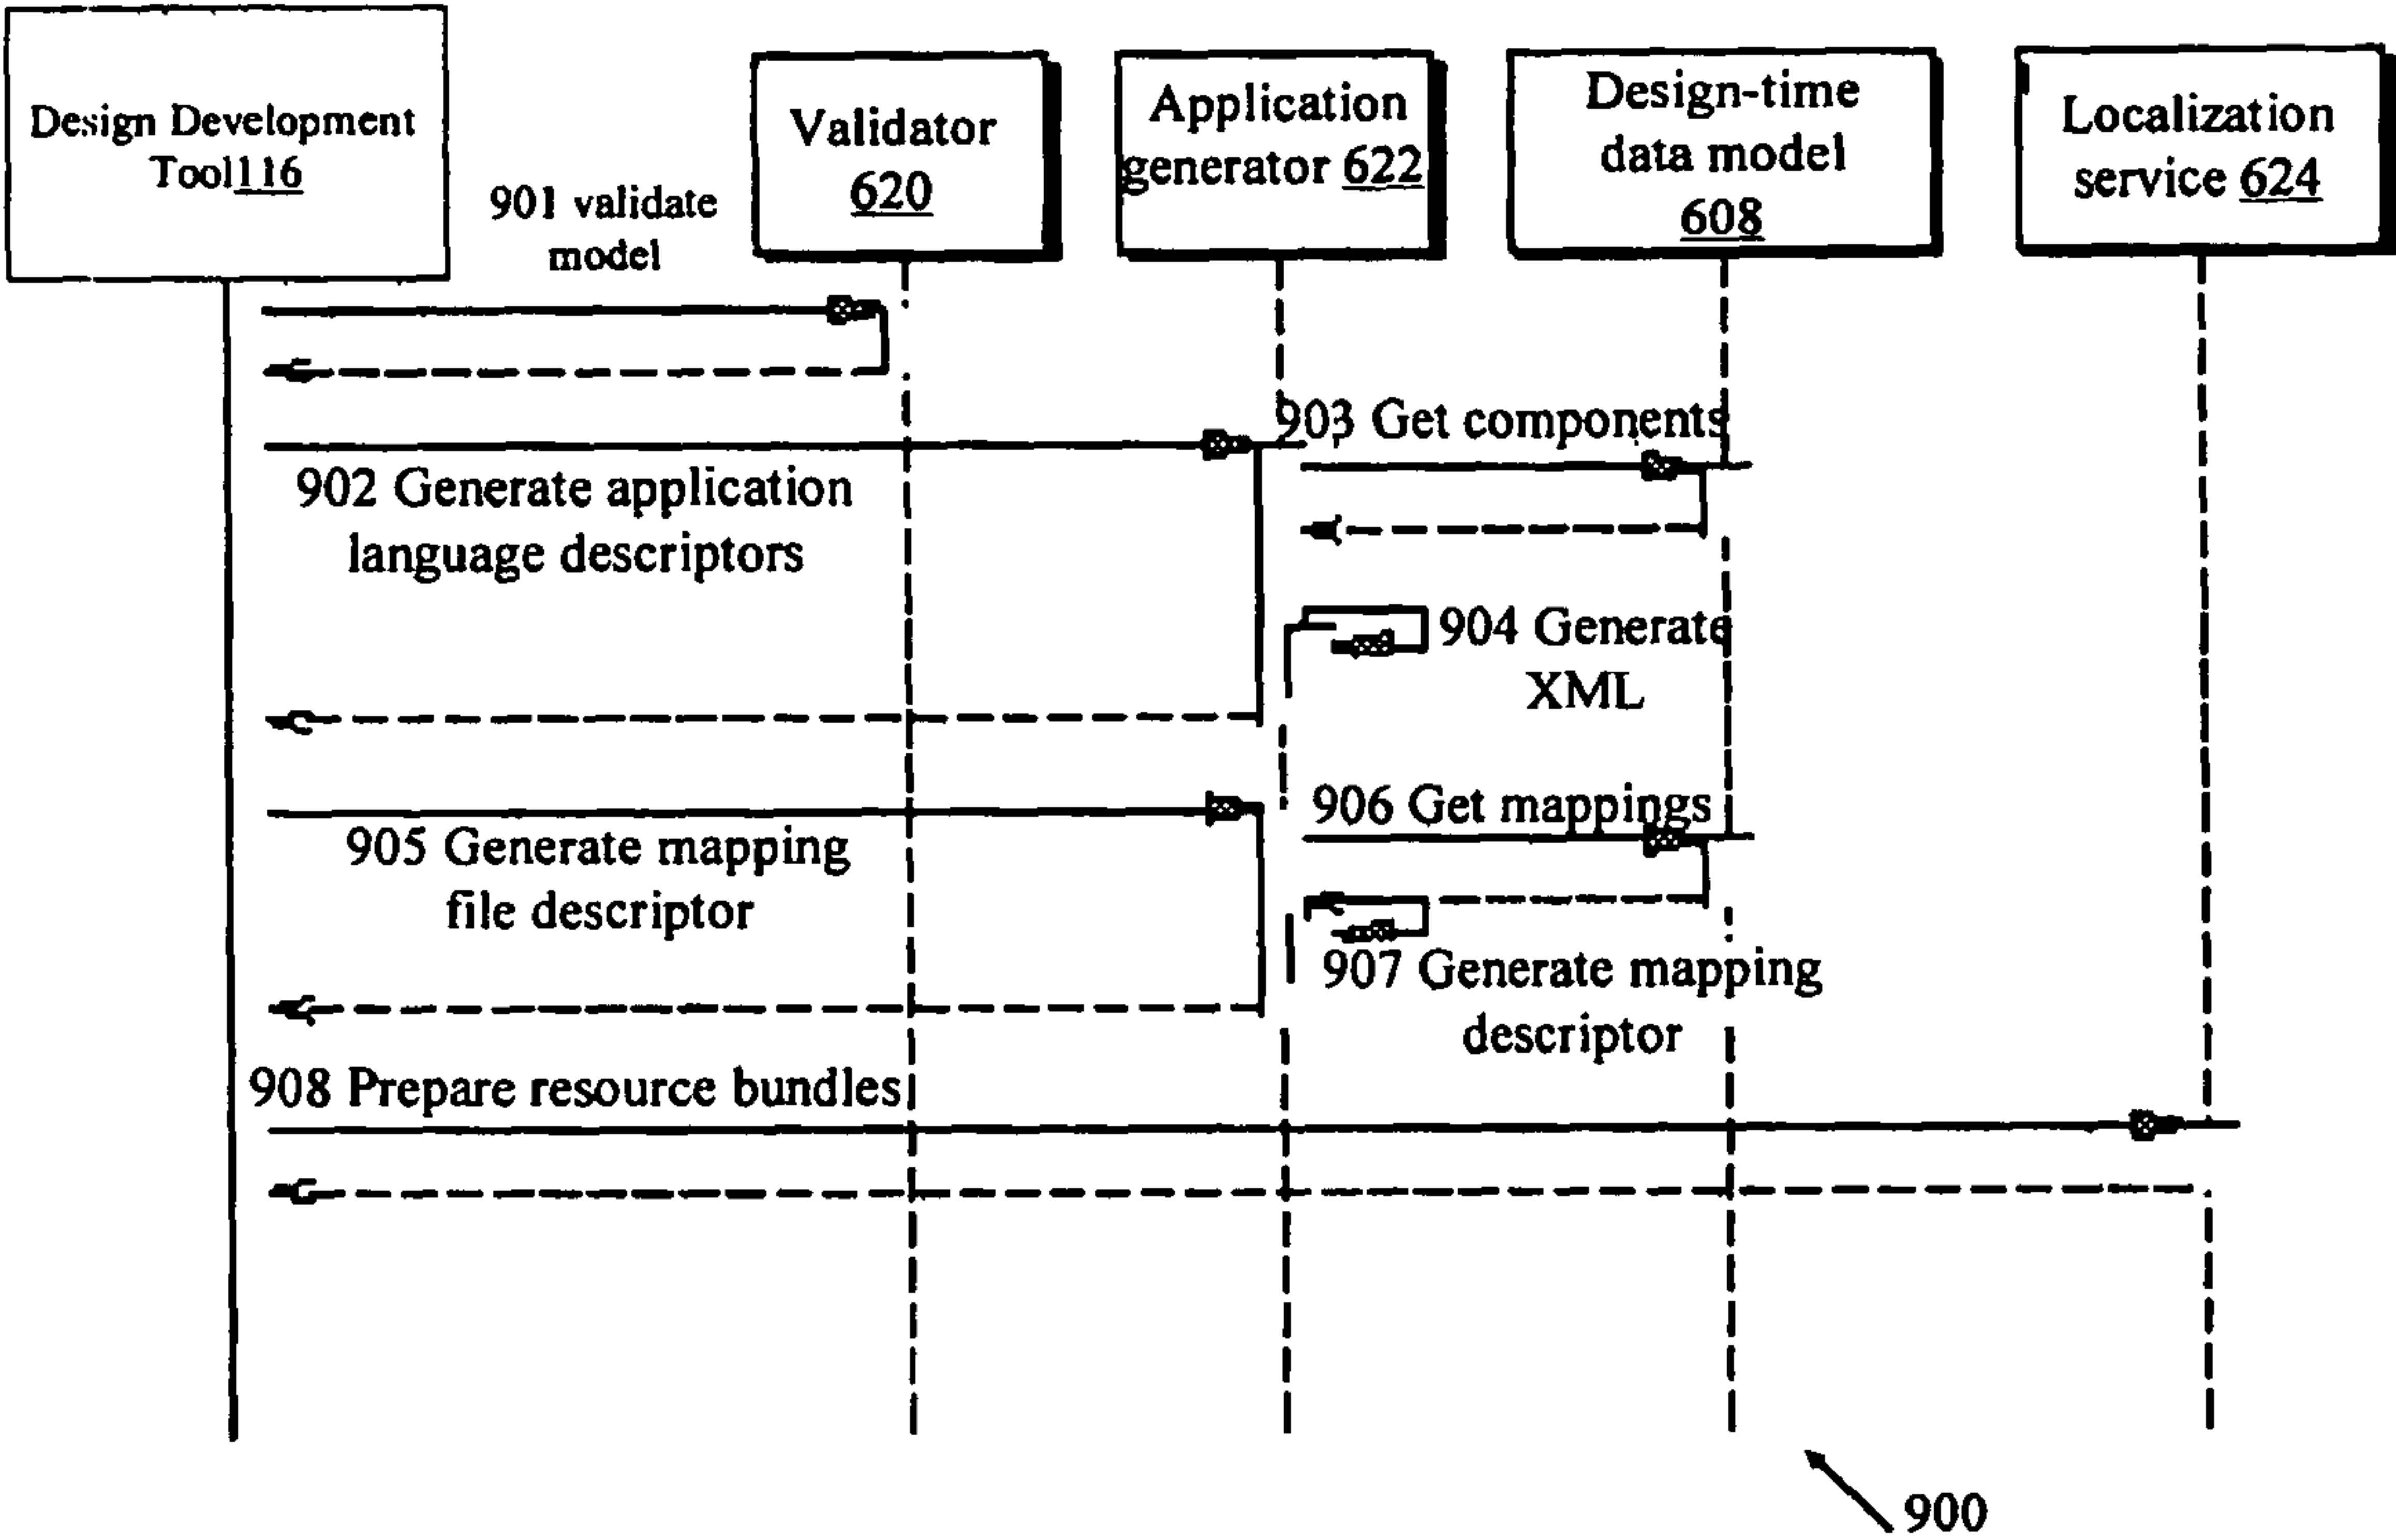 Design Development
Tool116
Validator
620
Application
generator 622
Design-time
data model
608
Localization
service 624
901 validate
model
903 Get components
902 Generate application
language descriptors
904 Generate
XML
906 Get mappings
905 Generate mapping
file descriptor
907 Generate mapping
descriptor
908 Prepare resource bundles
900